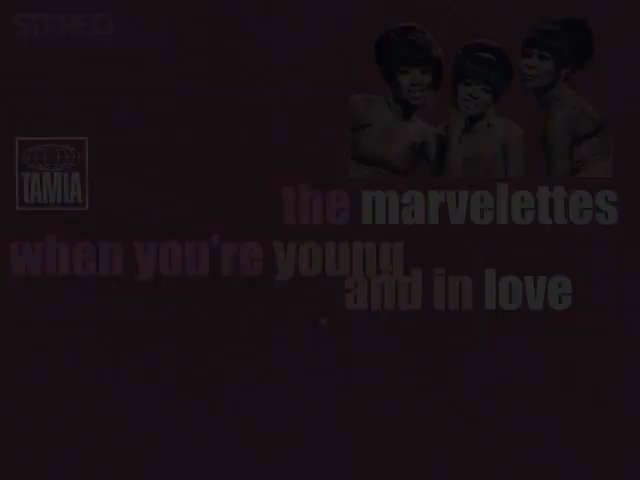 STEREO
TAMLA
the marvelettes
when you're young
and in love